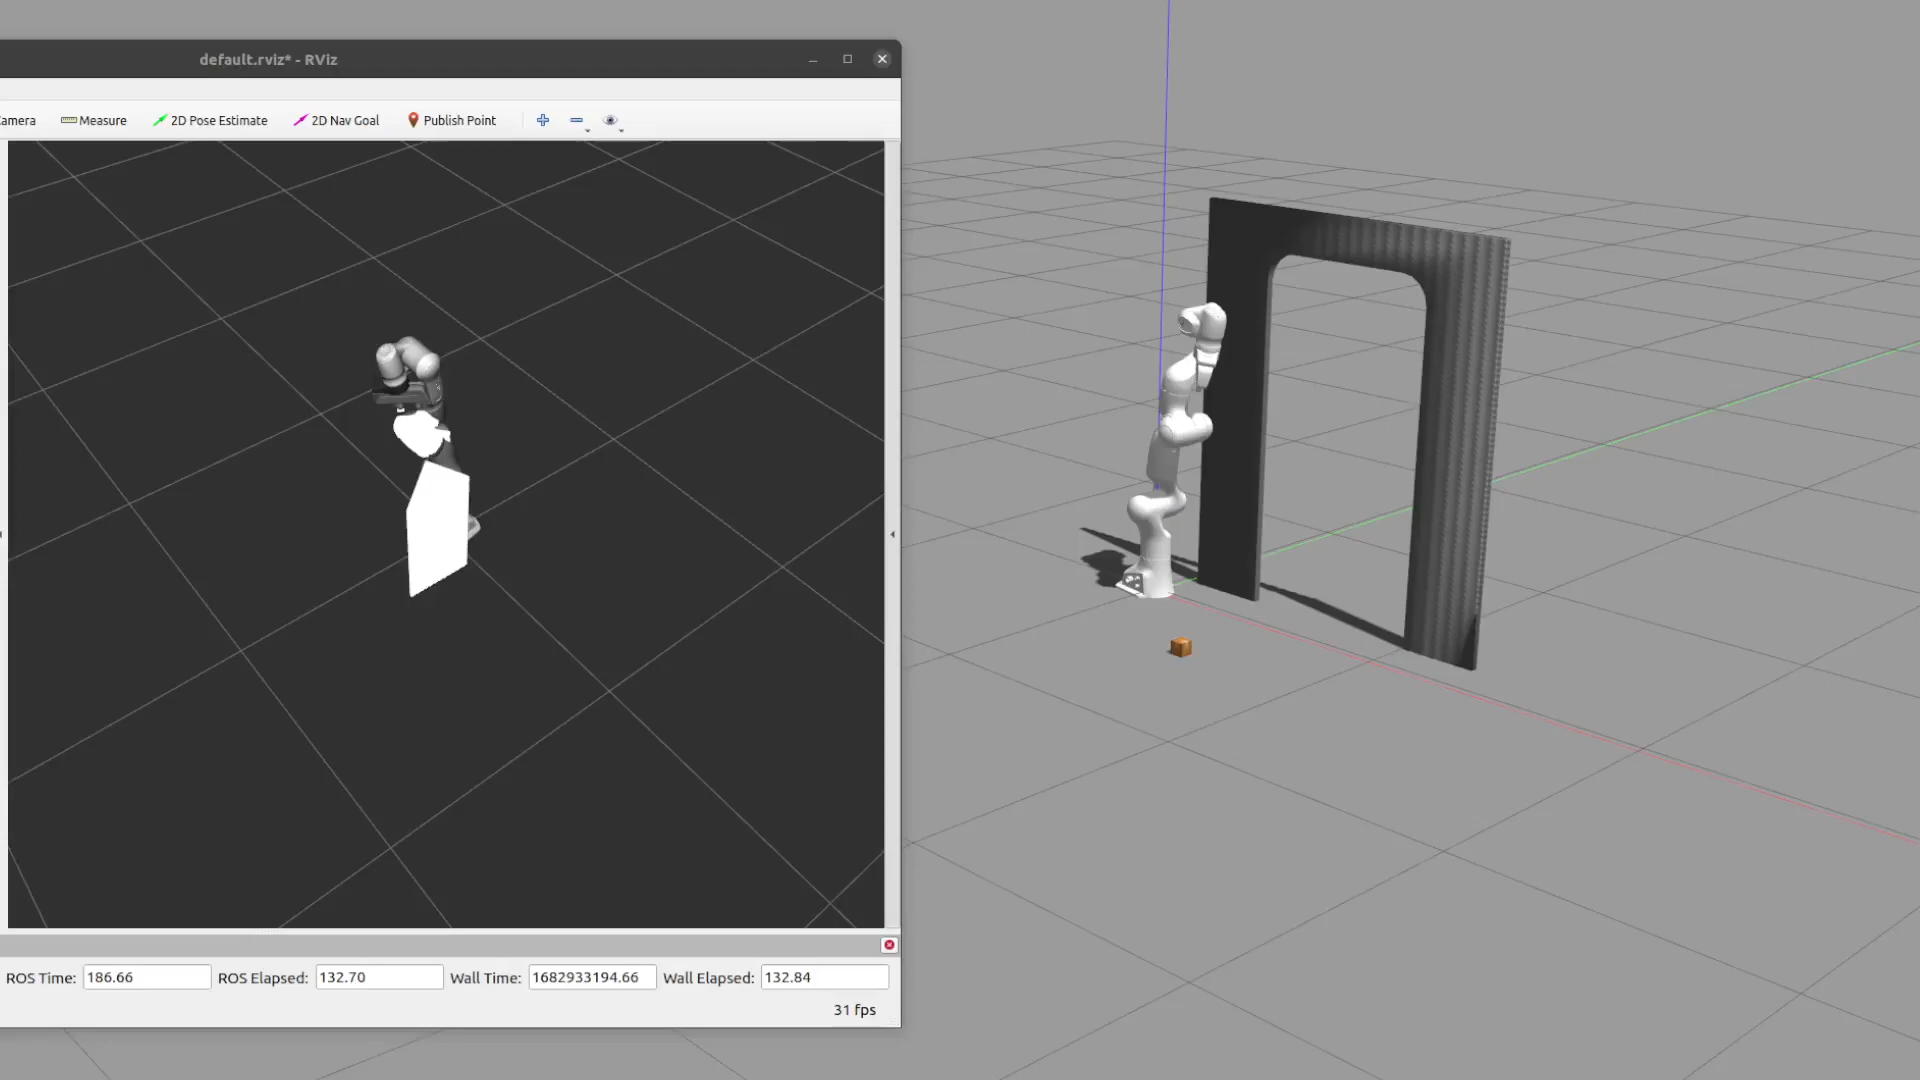 default.rviz* - RViz
amera Measure 2D Pose Estimate 2D Nav Goal Publish Point
ROS Time: 186.66 ROS Elapsed: 132.70 Wall Time: 1682933194.66 Wall Elapsed: 132.84
31 fps